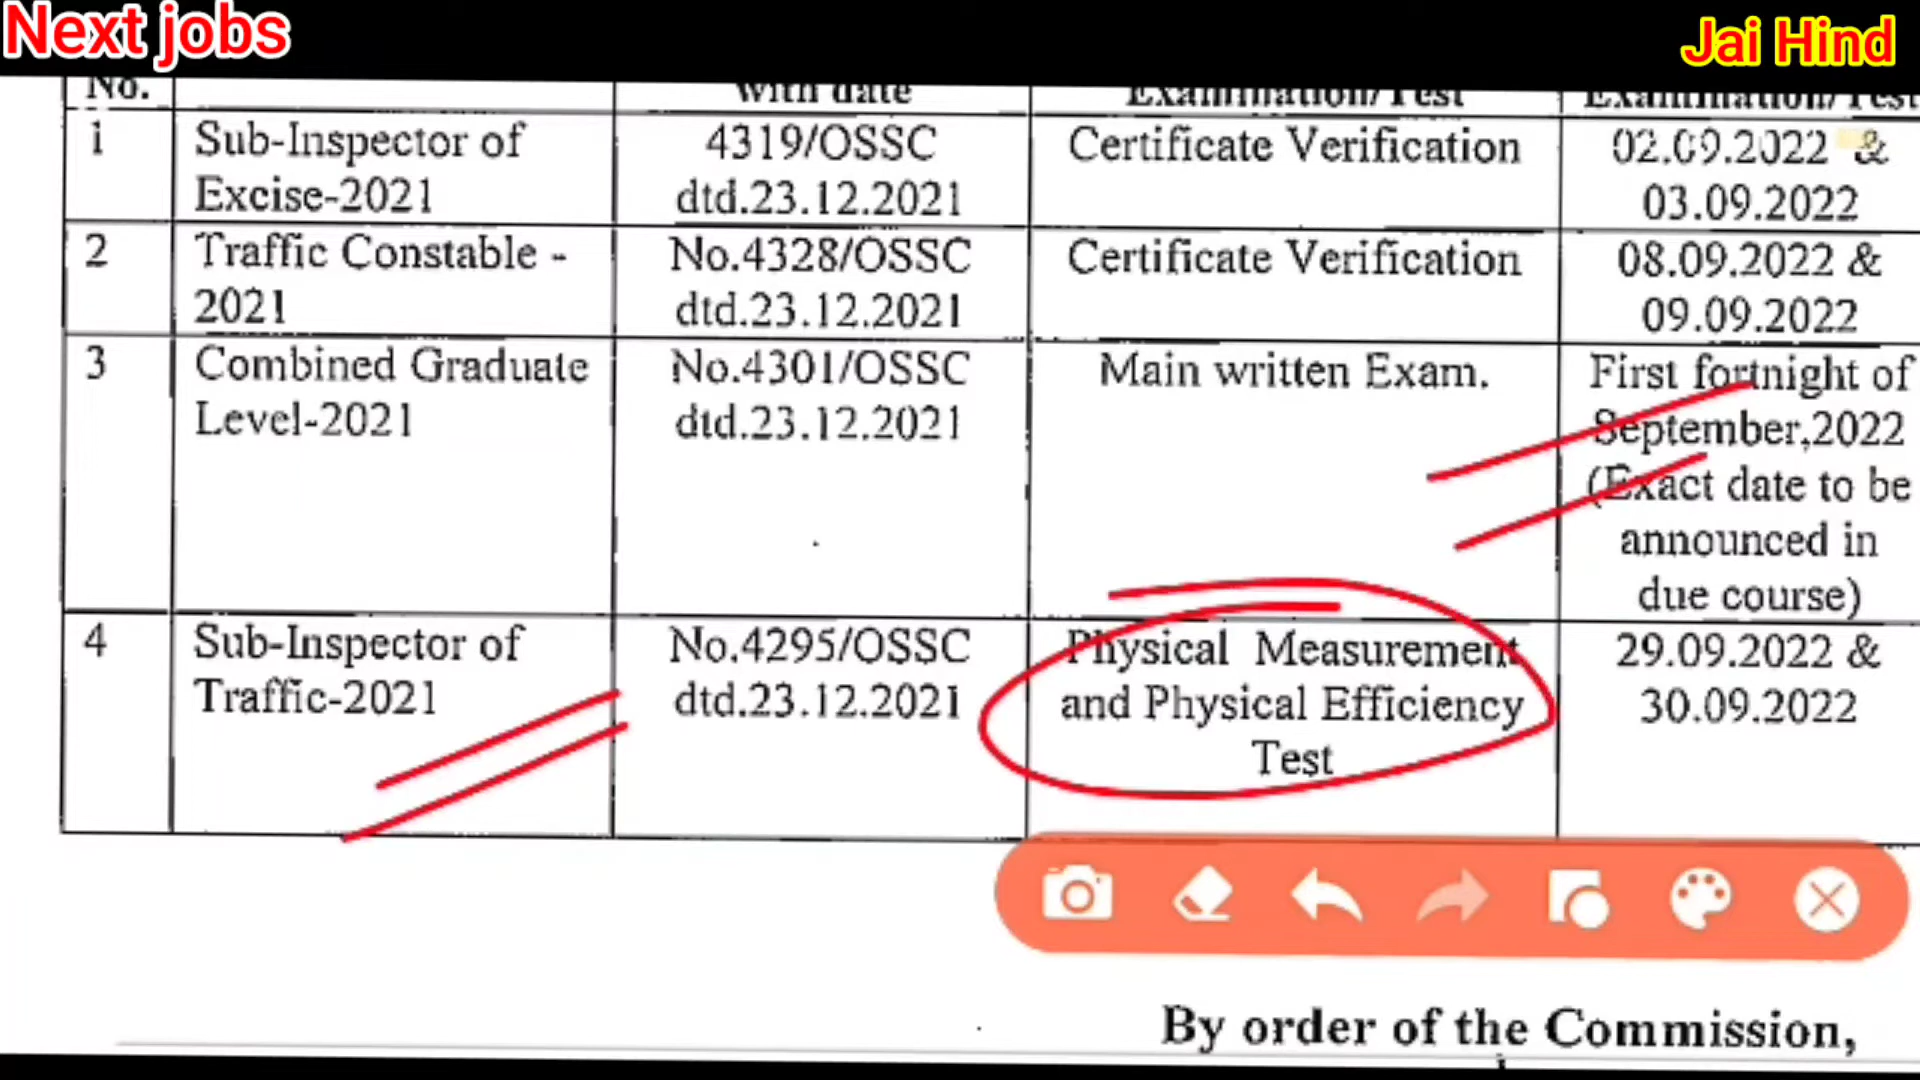 Next jobs
Jai Hind
No.
with date
Examination/Test
Examination/Test
1
Sub-Inspector of
Excise-2021
4319/OSSC
dtd.23.12.2021
Certificate Verification
02.09.2022 &
03.09.2022
2
Traffic Constable -
2021
No.4328/OSSC
dtd.23.12.2021
Certificate Verification
08.09.2022 &
09.09.2022
3
Combined Graduate
Level-2021
No.4301/OSSC
dtd.23.12.2021
Main written Exam.
First fortnight of
September,2022
(Exact date to be
announced in
due course)
4
Sub-Inspector of
Traffic-2021
No.4295/OSSC
dtd.23.12.2021
Physical Measurement
and Physical Efficiency
Test
29.09.2022 &
30.09.2022
By order of the Commission,